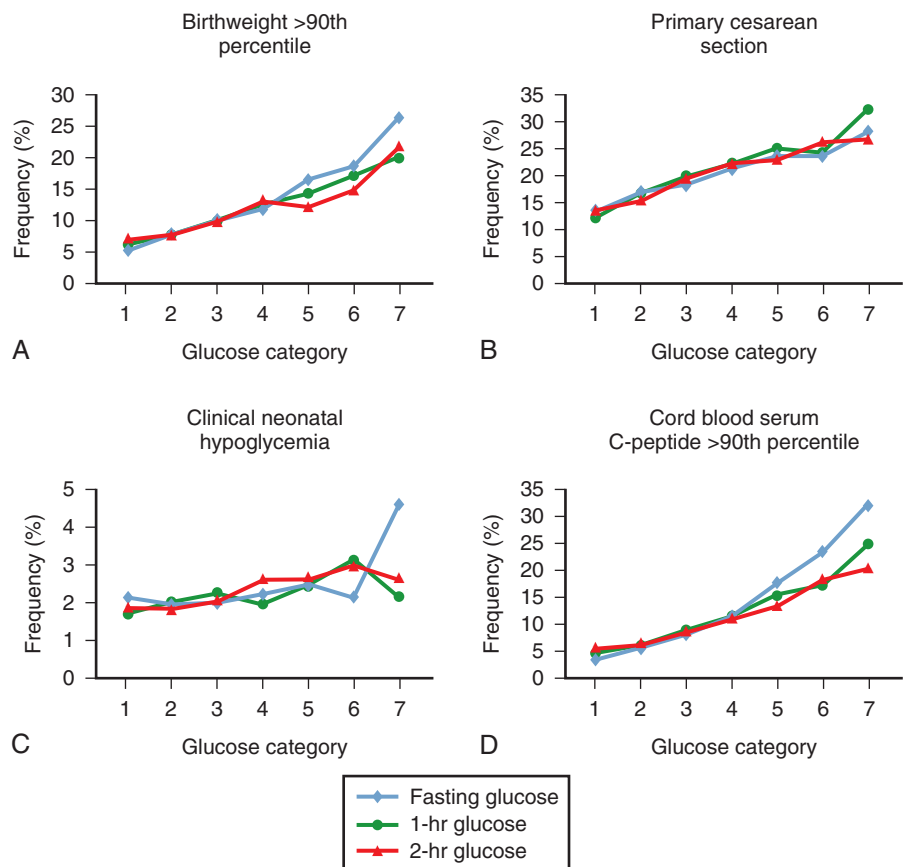 Birthweight >90th
percentile
Frequency (%)
30
25
20
15
10
5
0
1 2 3 4 5 6 7
A
Glucose category
Primary cesarean
section
Frequency (%)
35
30
25
20
15
10
5
0
1 2 3 4 5 6 7
B
Glucose category
Clinical neonatal
hypoglycemia
Frequency (%)
5
4
3
2
1
0
1 2 3 4 5 6 7
C
Glucose category
Cord blood serum
C-peptide >90th percentile
Frequency (%)
35
30
25
20
15
10
5
0
1 2 3 4 5 6 7
D
Glucose category
Fasting glucose
1-hr glucose
2-hr glucose